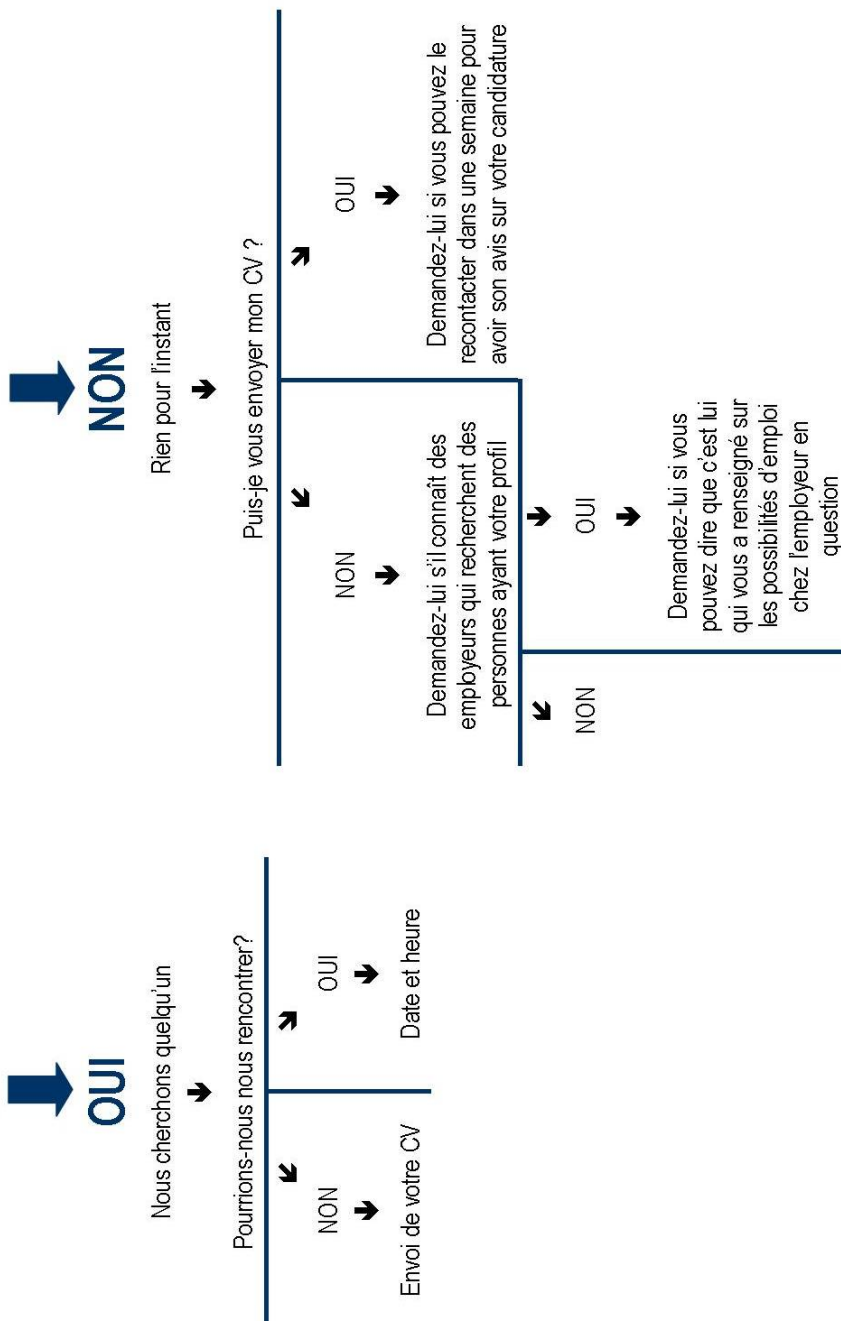 OUI
Nous cherchons quelqu'un
Pourrions-nous nous rencontrer?
NON
Envoi de votre CV
OUI
Date et heure
NON
Rien pour l'instant
Puis-je vous envoyer mon CV ?
NON
Demandez-lui s'il connaît des
employeurs qui recherchent des
personnes ayant votre profil
NON
OUI
Demandez-lui si vous
pouvez dire que c'est lui
qui vous a renseigné sur
les possibilités d'emploi
chez l'employeur en
question
OUI
Demandez-lui si vous pouvez le
recontacter dans une semaine pour
avoir son avis sur votre candidature